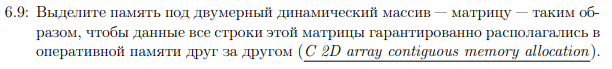 6.9: Выделите память под двумерный динамический массив — матрицу — таким об-
разом, чтобы данные все строки этой матрицы гарантированно располагались в
оперативной памяти друг за другом (C 2D array contiguous memory allocation).